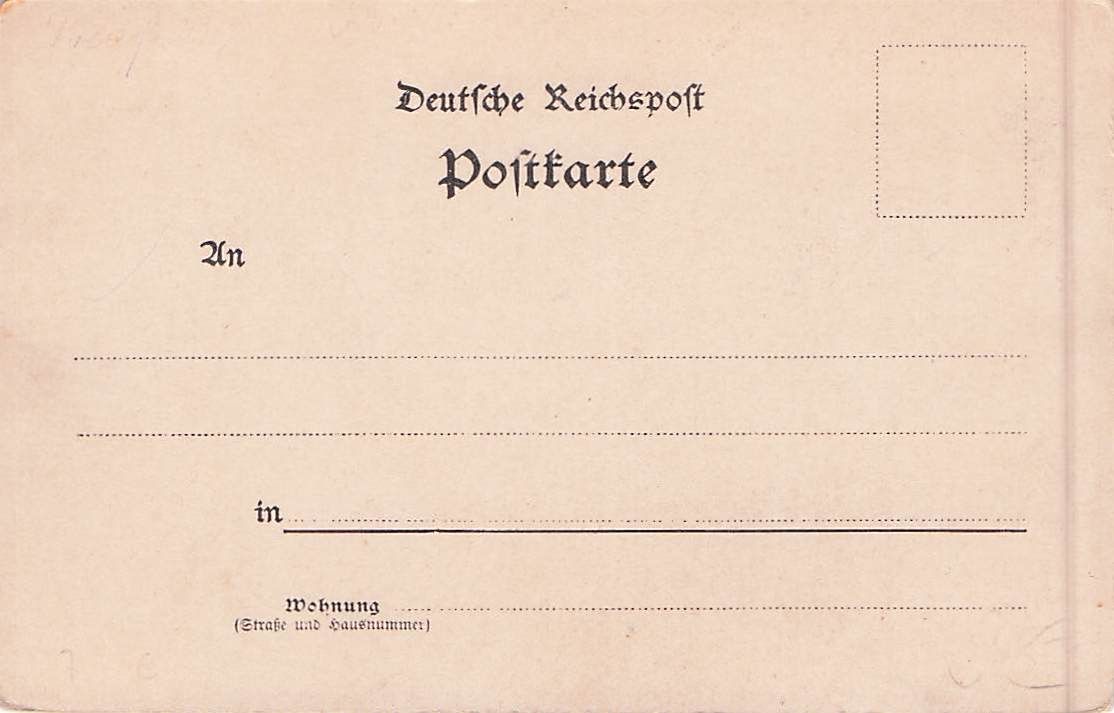 Deutſche Reichspoſt
Poſtkarte
An
in
Wohnung
(Straße und Hausnummer)